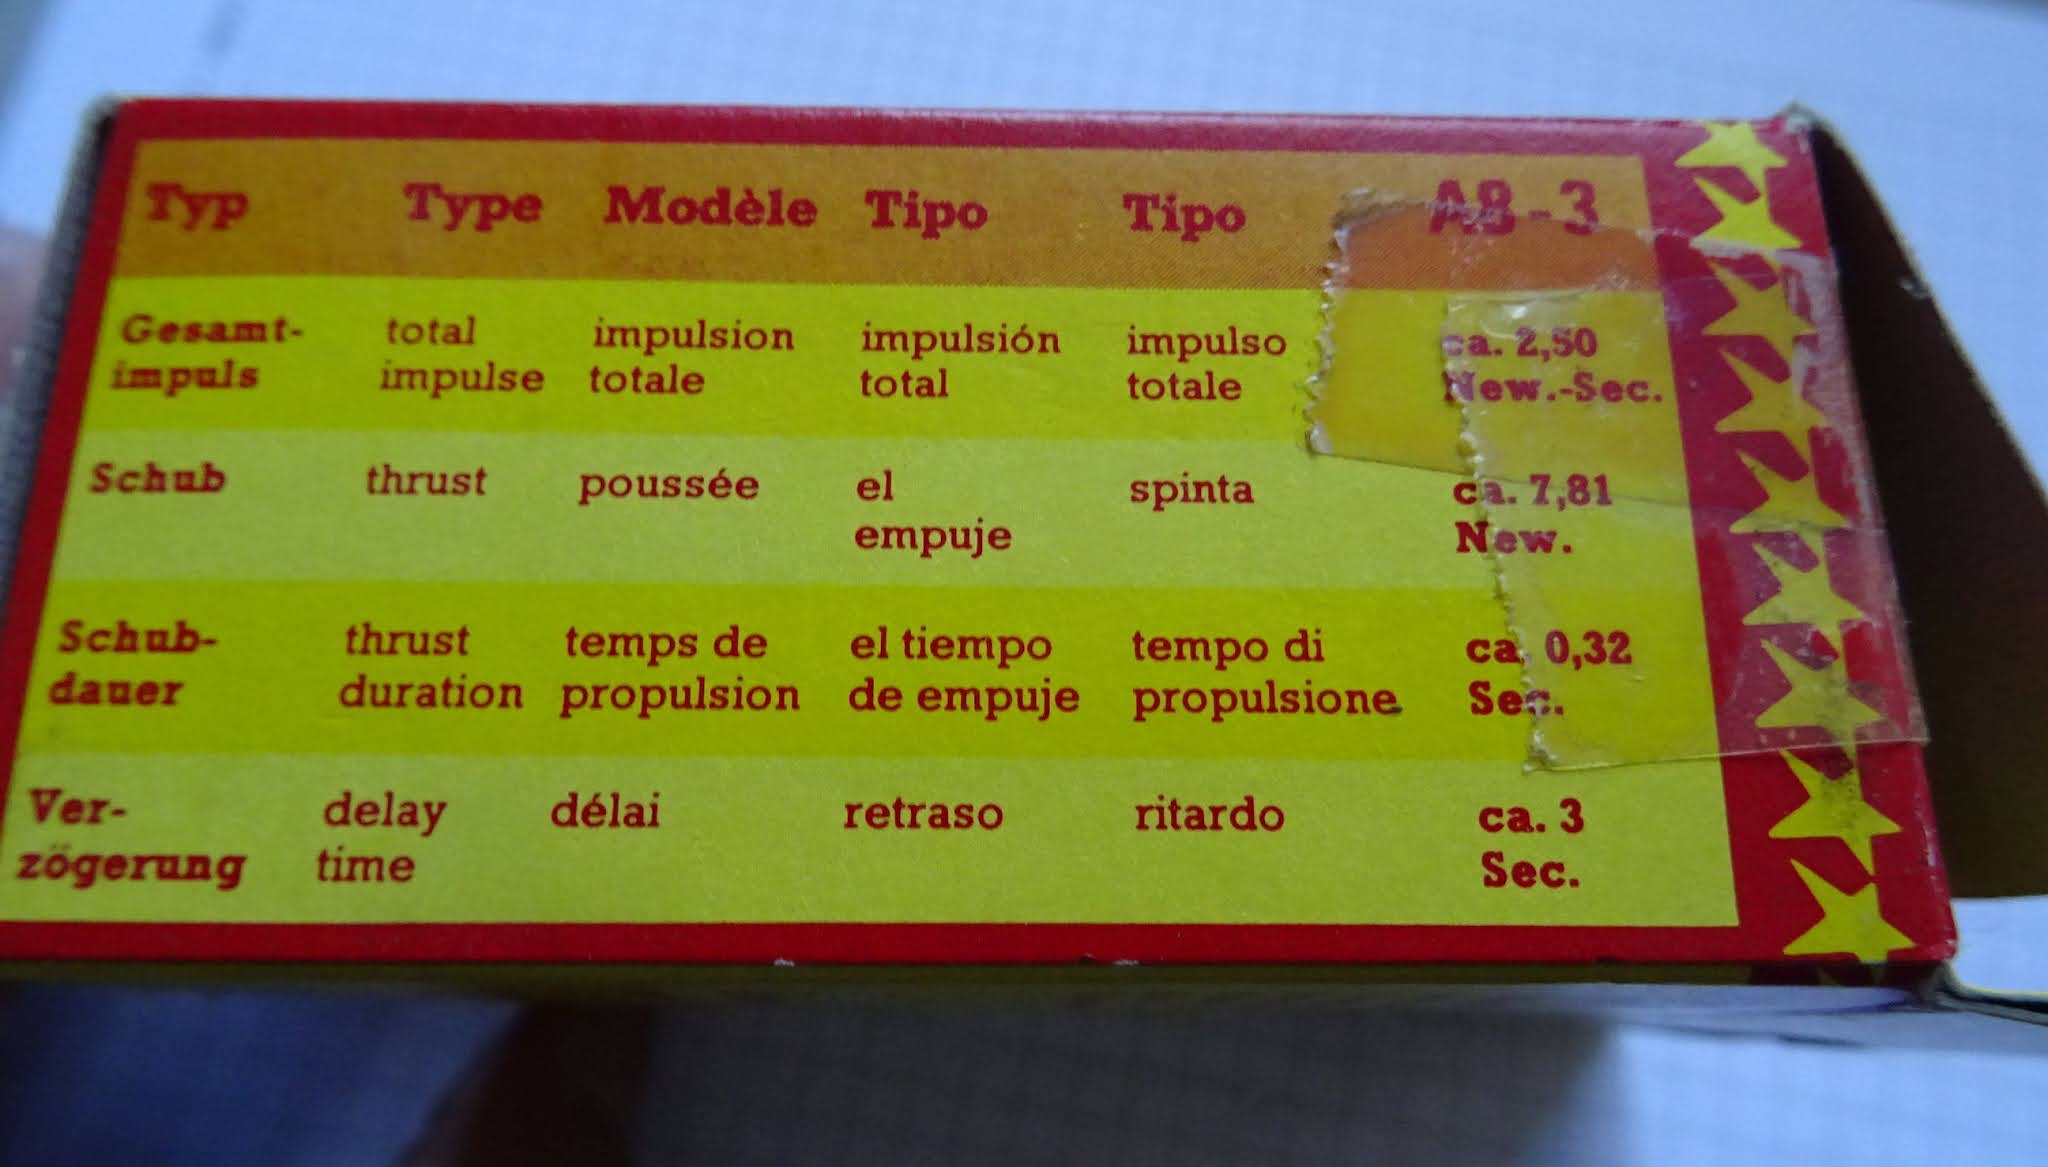 Typ Type Modèle Tipo Tipo A8-3
Gesamt- total impulsion impulsión impulso ca. 2,50
impuls impulse totale total totale New.-Sec.
Schub thrust poussée el spinta ca. 7,81
empuje New.
Schub- thrust temps de el tiempo tempo di ca. 0,32
dauer duration propulsion de empuje propulsione Sec.
Ver- delay délai retraso ritardo ca. 3
zögerung time Sec.